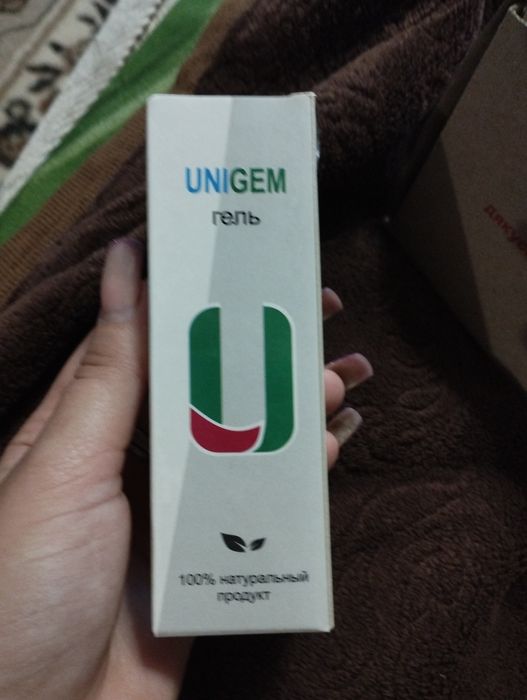 UNIGEM
гель
100% натуральный
продукт